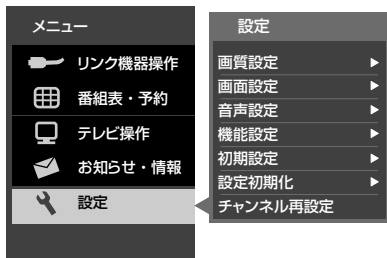 メニュー
リンク機器操作
番組表・予約
テレビ操作
お知らせ・情報
設定
設定
画質設定
画面設定
音声設定
機能設定
初期設定
設定初期化
チャンネル再設定